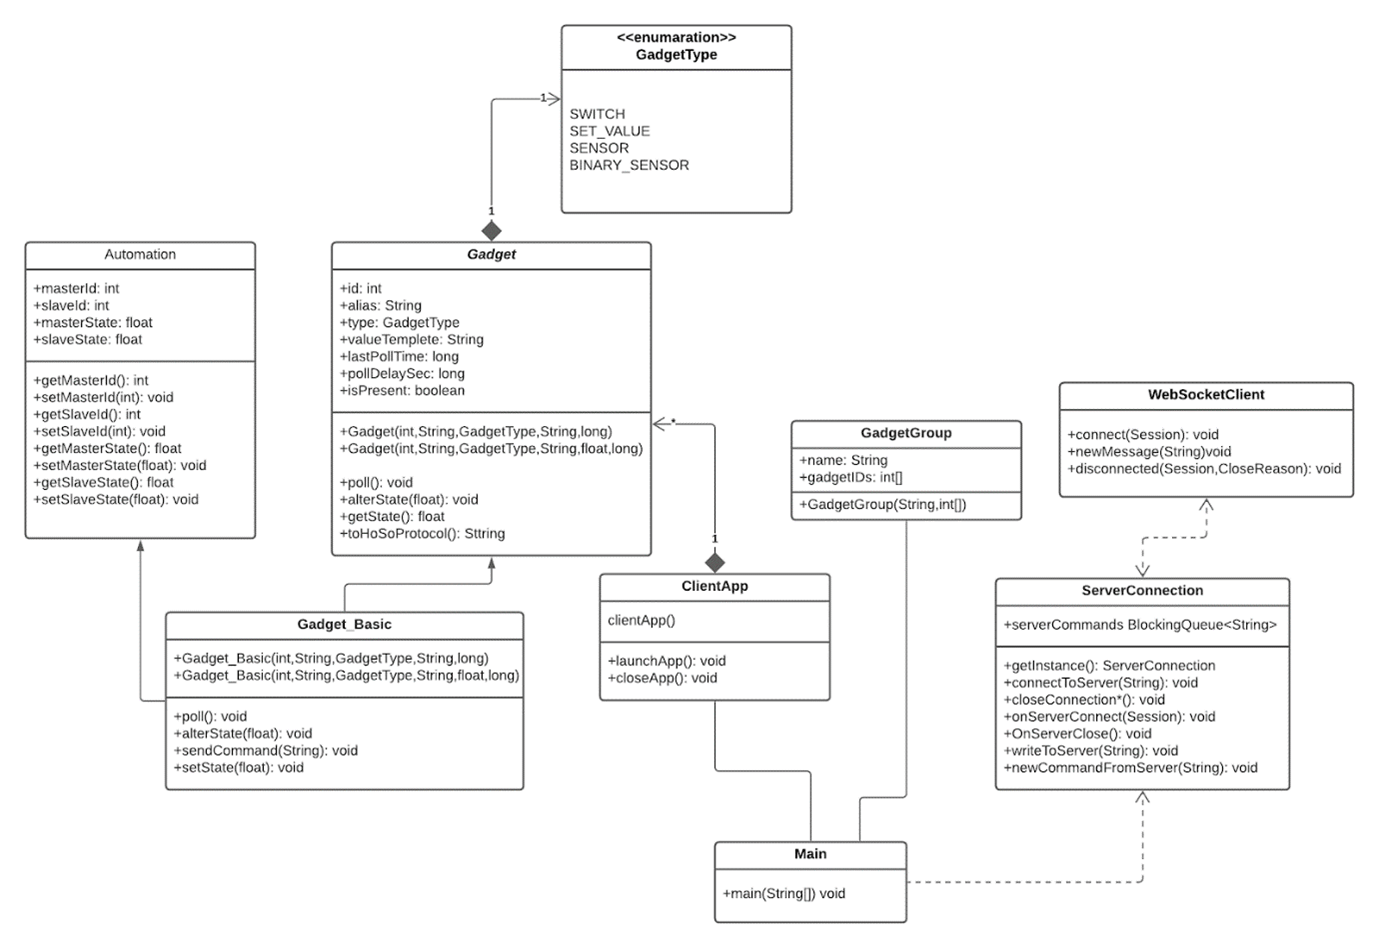 <<enumaration>>
GadgetType
SWITCH
SET_VALUE
SENSOR
BINARY_SENSOR
1
1
Automation
+masterId: int
+slaveId: int
+masterState: float
+slaveState: float
+getMasterId(): int
+setMasterId(int): void
+getSlaveId(): int
+setSlaveId(int): void
+getMasterState(): float
+setMasterState(float): void
+getSlaveState(): float
+setSlaveState(float): void
Gadget
+id: int
+alias: String
+type: GadgetType
+valueTemplete: String
+lastPollTime: long
+pollDelaySec: long
+isPresent: boolean
+Gadget(int,String,GadgetType,String,long)
+Gadget(int,String,GadgetType,String,float,long)
+poll(): void
+alterState(float): void
+getState(): float
+toHoSoProtocol(): Sttring
*
1
GadgetGroup
+name: String
+gadgetIDs: int[]
+GadgetGroup(String,int[])
WebSocketClient
+connect(Session): void
+newMessage(String)void
+disconnected(Session,CloseReason): void
Gadget_Basic
+Gadget_Basic(int,String,GadgetType,String,long)
+Gadget_Basic(int,String,GadgetType,String,float,long)
+poll(): void
+alterState(float): void
+sendCommand(String): void
+setState(float): void
ClientApp
clientApp()
+launchApp(): void
+closeApp(): void
ServerConnection
+serverCommands BlockingQueue<String>
+getInstance(): ServerConnection
+connectToServer(String): void
+closeConnection*(): void
+onServerConnect(Session): void
+OnServerClose(): void
+writeToServer(String): void
+newCommandFromServer(String): void
Main
+main(String[]) void